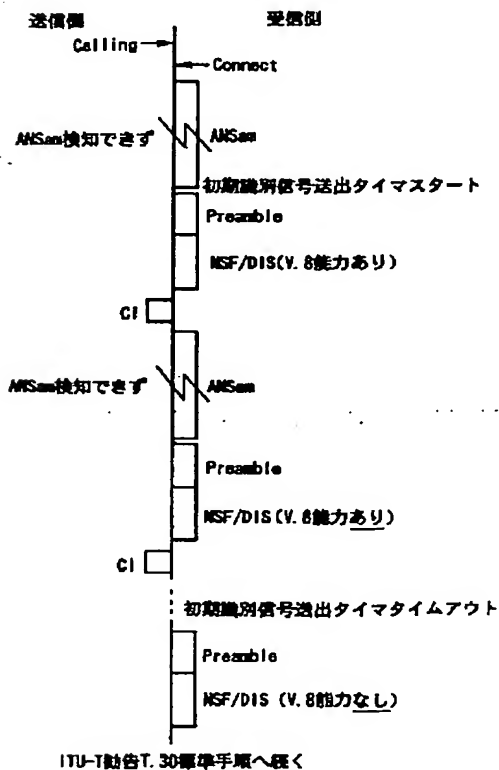 送信側
受信側
Calling
Connect
ANSam検知できず
ANSam
初期識別信号送出タイマスタート
Preamble
NSF/DIS(V.8能力あり)
CI
ANSam検知できず
ANSam
Preamble
NSF/DIS(V.8能力あり)
CI
初期識別信号送出タイマタイムアウト
Preamble
NSF/DIS (V.8能力なし)
ITU-T勧告T.30標準手順へ続く